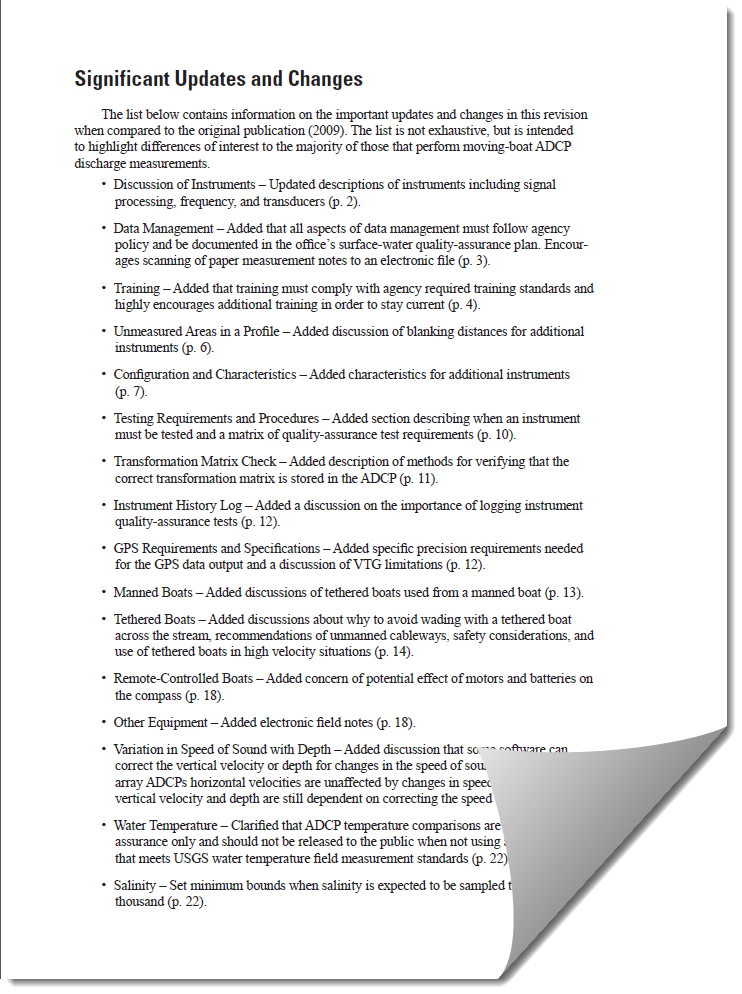 Significant Updates and Changes
The list below contains information on the important updates and changes in this revision
when compared to the original publication (2009). The list is not exhaustive, but is intended
to highlight differences of interest to the majority of those that perform moving-boat ADCP
discharge measurements.
• Discussion of Instruments – Updated descriptions of instruments including signal
processing, frequency, and transducers (p. 2).
• Data Management – Added that all aspects of data management must follow agency
policy and be documented in the office's surface-water quality-assurance plan. Encour-
ages scanning of paper measurement notes to an electronic file (p. 3).
• Training – Added that training must comply with agency required training standards and
highly encourages additional training in order to stay current (p. 4).
• Unmeasured Areas in a Profile – Added discussion of blanking distances for additional
instruments (p. 6).
• Configuration and Characteristics – Added characteristics for additional instruments
(p. 7).
• Testing Requirements and Procedures – Added section describing when an instrument
must be tested and a matrix of quality-assurance test requirements (p. 10).
• Transformation Matrix Check – Added description of methods for verifying that the
correct transformation matrix is stored in the ADCP (p. 11).
• Instrument History Log – Added a discussion on the importance of logging instrument
quality-assurance tests (p. 12).
• GPS Requirements and Specifications – Added specific precision requirements needed
for the GPS data output and a discussion of VTG limitations (p. 12).
• Manned Boats – Added discussions of tethered boats used from a manned boat (p. 13).
• Tethered Boats – Added discussions about why to avoid wading with a tethered boat
across the stream, recommendations of unmanned cableways, safety considerations, and
use of tethered boats in high velocity situations (p. 14).
• Remote-Controlled Boats – Added concern of potential effect of motors and batteries on
the compass (p. 18).
• Other Equipment – Added electronic field notes (p. 18).
• Variation in Speed of Sound with Depth – Added discussion that some software can
correct the vertical velocity or depth for changes in the speed of
array ADCPs horizontal velocities are unaffected by changes in
vertical velocity and depth are still dependent on correcting the speed
• Water Temperature – Clarified that ADCP temperature comparisons are
assurance only and should not be released to the public when not using
that meets USGS water temperature field measurement standards (p. 22)
• Salinity – Set minimum bounds when salinity is expected to be sampled
thousand (p. 22).